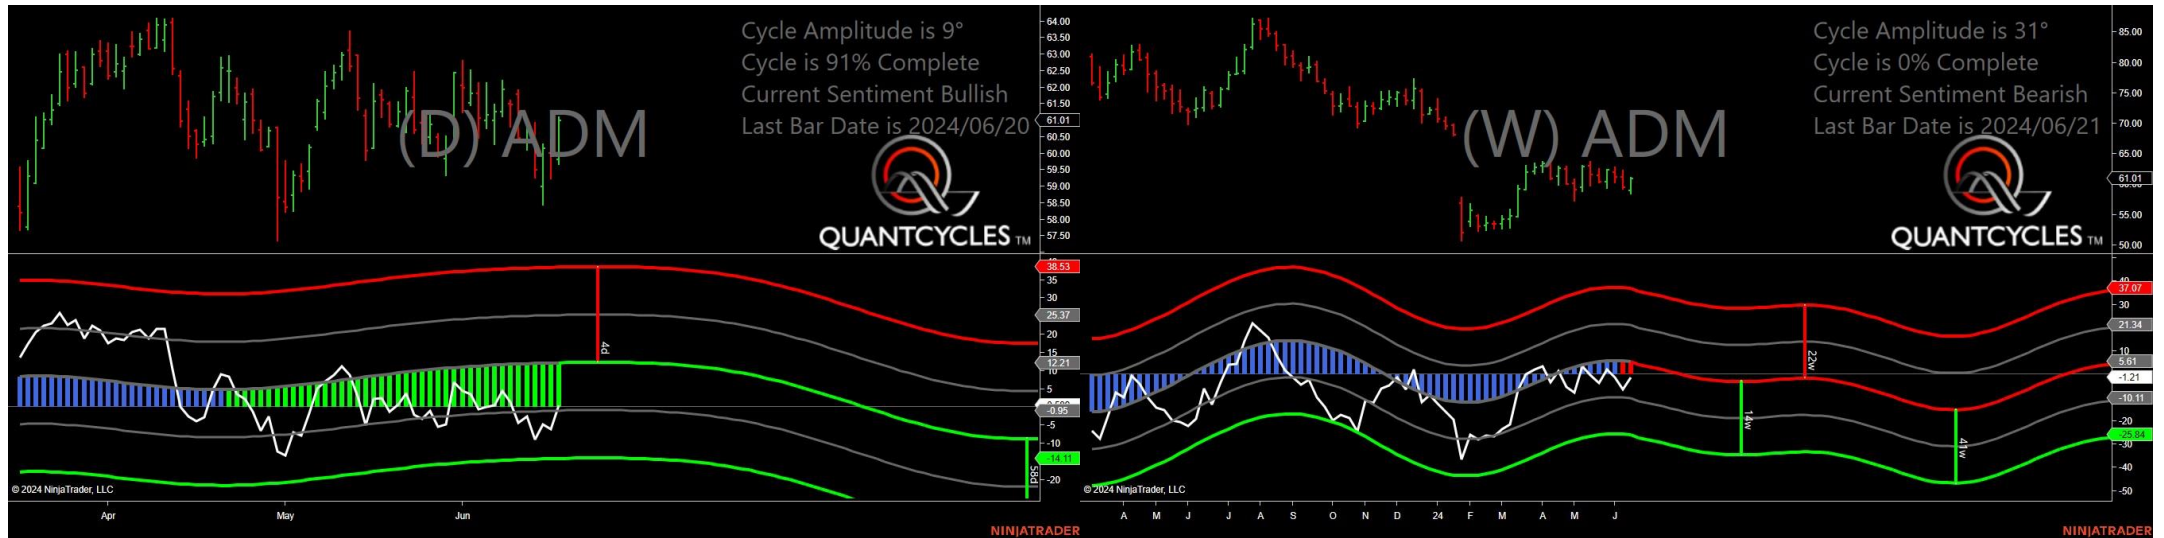 Cycle Amplitude is 9°
Cycle is 91% Complete
Current Sentiment Bullish
Last Bar Date is 2024/06/20
(D) ADM
QUANTCYCLES TM
64.00
63.50
63.00
62.50
62.00
61.50
61.01
60.50
60.00
59.50
59.00
58.50
58.00
57.50
38.53
35
30
25.37
20
15
12.21
10
5
-0.95
-5
-10
-14.11
-20
4d
58d
© 2024 NinjaTrader, LLC
Apr May Jun
NINJATRADER
Cycle Amplitude is 31°
Cycle is 0% Complete
Current Sentiment Bearish
Last Bar Date is 2024/06/21
(W) ADM
QUANTCYCLES TM
85.00
80.00
75.00
70.00
65.00
61.01
55.00
50.00
40
37.07
30
21.34
10
5.61
-1.21
-10.11
-20
-25.84
-30
-40
-50
22w
14w
41w
© 2024 NinjaTrader, LLC
A M J J A S O N D 24 F M A M J
NINJATRADER